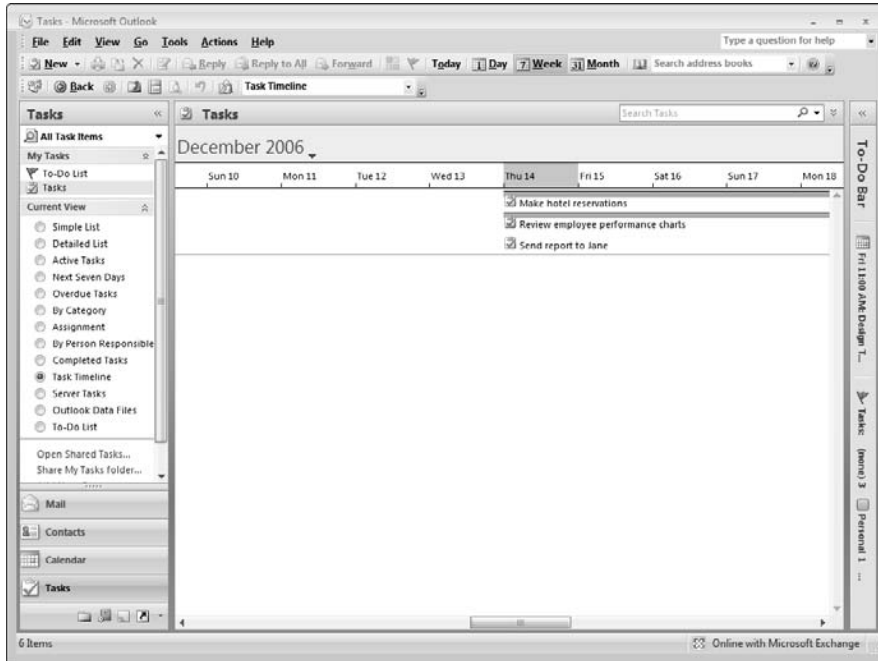 Tasks - Microsoft Outlook
File Edit View Go Tools Actions Help
Type a question for help
New Reply Reply to All Forward Today 1 Day 7 Week 31 Month Search address books
Back Task Timeline
Tasks
All Task Items
My Tasks
To-Do List
Tasks
Current View
Simple List
Detailed List
Active Tasks
Next Seven Days
Overdue Tasks
By Category
Assignment
By Person Responsible
Completed Tasks
Task Timeline
Server Tasks
Outlook Data Files
To-Do List
Open Shared Tasks...
Share My Tasks folder...
Mail
Contacts
Calendar
Tasks
Tasks
Search Tasks
December 2006
Sun 10 Mon 11 Tue 12 Wed 13 Thu 14 Fri 15 Sat 16 Sun 17 Mon 18
Make hotel reservations
Review employee performance charts
Send report to Jane
To-Do Bar
Fri 11:00 AM: Design T...
Tasks: (none) 3 Personal 1 ...
6 Items
Online with Microsoft Exchange